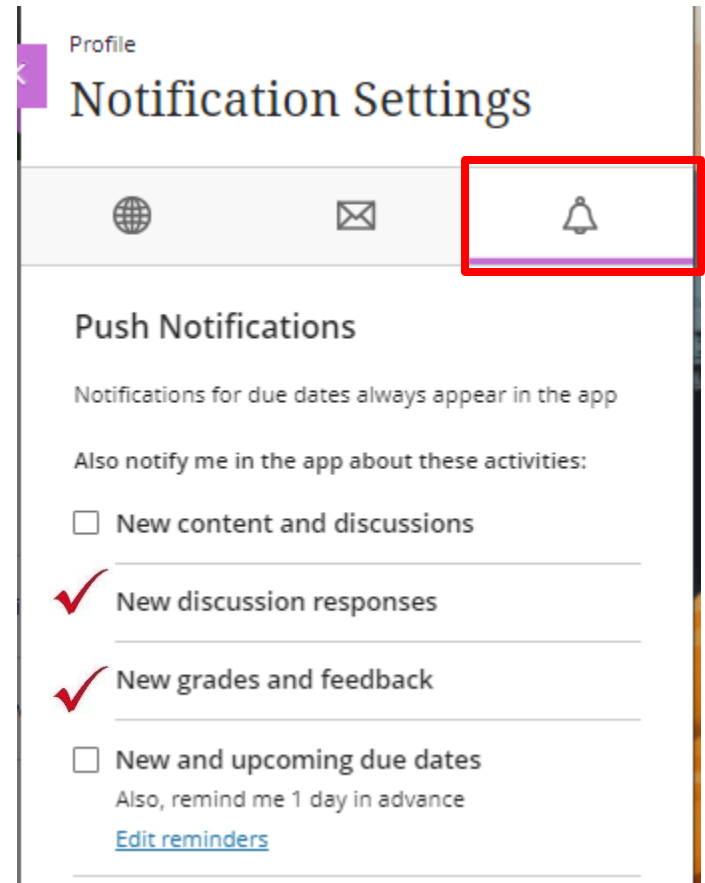 Profile
Notification Settings
Push Notifications
Notifications for due dates always appear in the app
Also notify me in the app about these activities:
New content and discussions
New discussion responses
New grades and feedback
New and upcoming due dates
Also, remind me 1 day in advance
Edit reminders